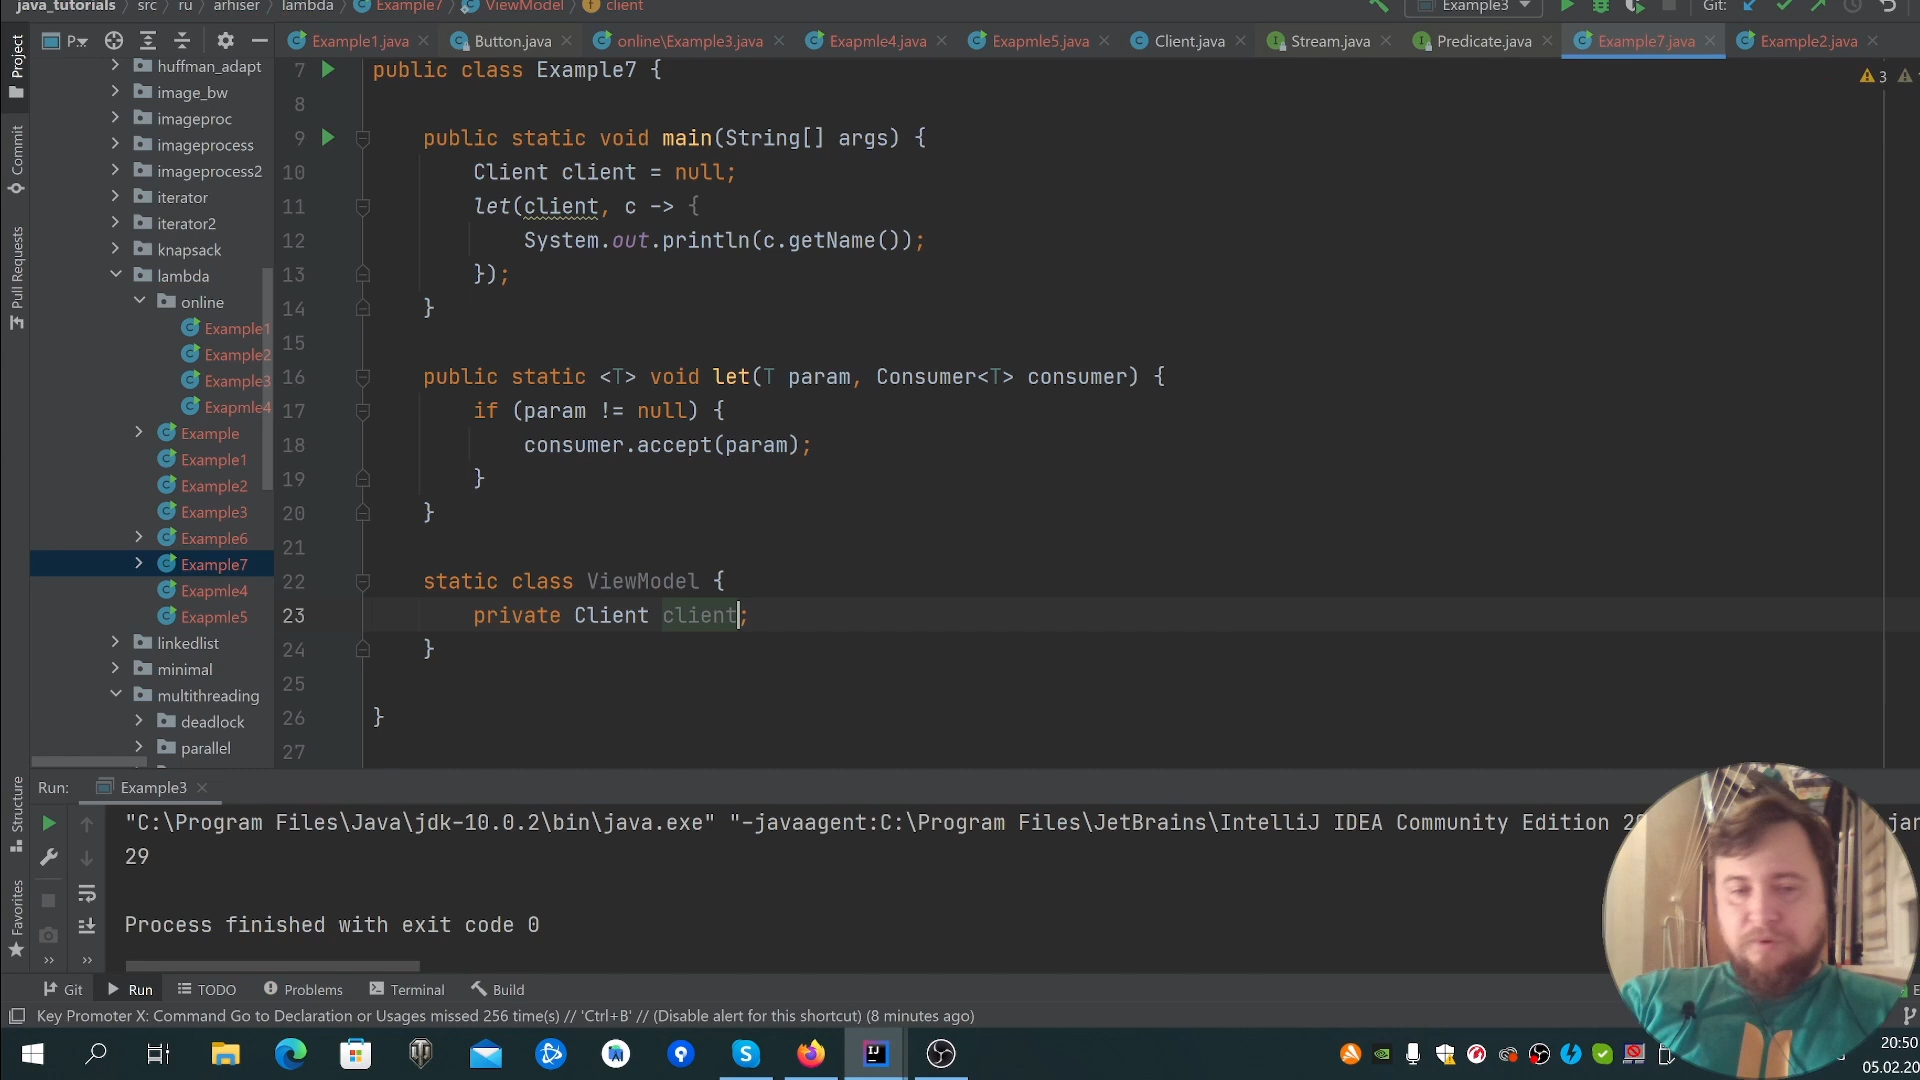 java_tutorials src ru arhiser lambda Example7 ViewModel client Example3 Git:
P.. Example1.java Button.java online\Example3.java Exapmle4.java Exapmle5.java Client.java Stream.java Predicate.java Example7.java Example2.java
Project
Commit
Pull Requests
Structure
Favorites
huffman_adapt
image_bw
imageproc
imageprocess
imageprocess2
iterator
iterator2
knapsack
lambda
online
Example1
Example2
Example3
Exapmle4
Example
Example1
Example2
Example3
Example6
Example7
Exapmle4
Exapmle5
linkedlist
minimal
multithreading
deadlock
parallel
3
7 public class Example7 {
8
9 public static void main(String[] args) {
10 Client client = null;
11 let(client, c -> {
12 System.out.println(c.getName());
13 });
14 }
15
16 public static <T> void let(T param, Consumer<T> consumer) {
17 if (param != null) {
18 consumer.accept(param);
19 }
20 }
21
22 static class ViewModel {
23 private Client client;
24 }
25
26 }
27
Run: Example3
"C:\Program Files\Java\jdk-10.0.2\bin\java.exe" "-javaagent:C:\Program Files\JetBrains\IntelliJ IDEA Community Edition 20
29
Process finished with exit code 0
Git Run TODO Problems Terminal Build
Key Promoter X: Command Go to Declaration or Usages missed 256 time(s) // 'Ctrl+B' // (Disable alert for this shortcut) (8 minutes ago)
20:50
05.02.20